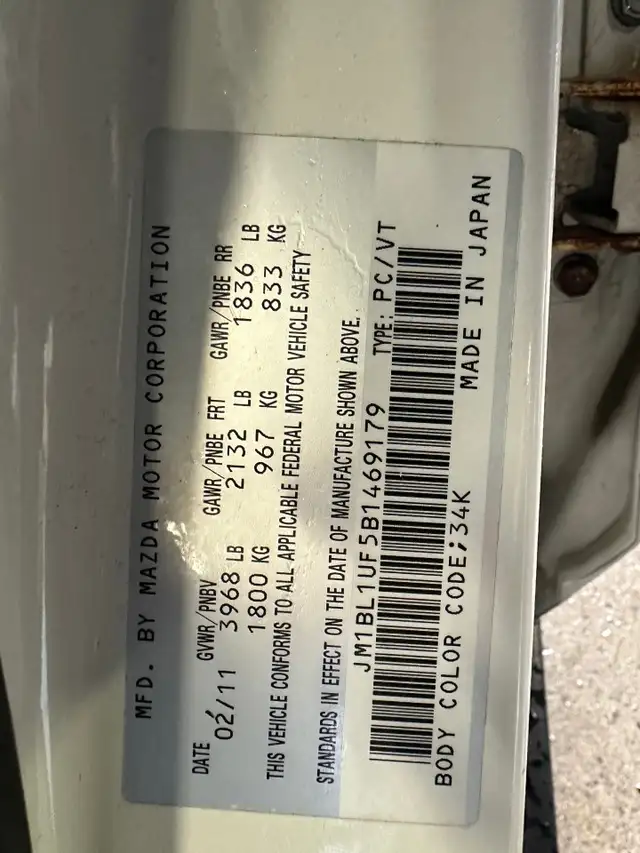 MFD. BY MAZDA MOTOR CORPORATION
DATE GVWR/PNBV GAWR/PNBE FRT GAWR/PNBE RR
02/11 3968 LB 2132 LB 1836 LB
1800 KG 967 KG 833 KG
THIS VEHICLE CONFORMS TO ALL APPLICABLE FEDERAL MOTOR VEHICLE SAFETY
STANDARDS IN EFFECT ON THE DATE OF MANUFACTURE SHOWN ABOVE.
JM1BL1UF5B1469179 TYPE: PC/VT
BODY COLOR CODE;34K MADE IN JAPAN